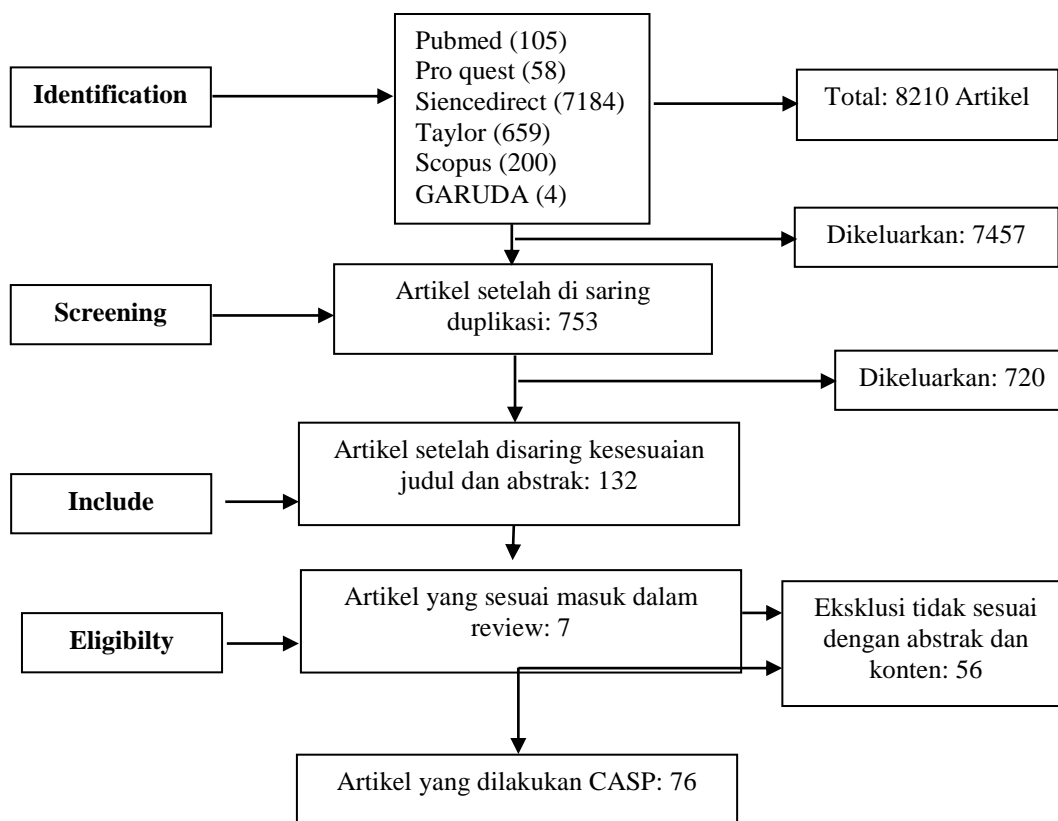 Identification
Pubmed (105)
Pro quest (58)
Siencedirect (7184)
Taylor (659)
Scopus (200)
GARUDA (4)
Total: 8210 Artikel
Dikeluarkan: 7457
Screening
Artikel setelah di saring
duplikasi: 753
Dikeluarkan: 720
Include
Artikel setelah disaring kesesuaian
judul dan abstrak: 132
Eligibilty
Artikel yang sesuai masuk dalam
review: 7
Eksklusi tidak sesuai
dengan abstrak dan
konten: 56
Artikel yang dilakukan CASP: 76